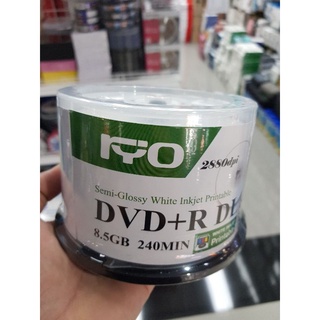 RYO
2880dpi
Semi-Glossy White Inkjet Printable
DVD+R DL
8.5GB 240MIN